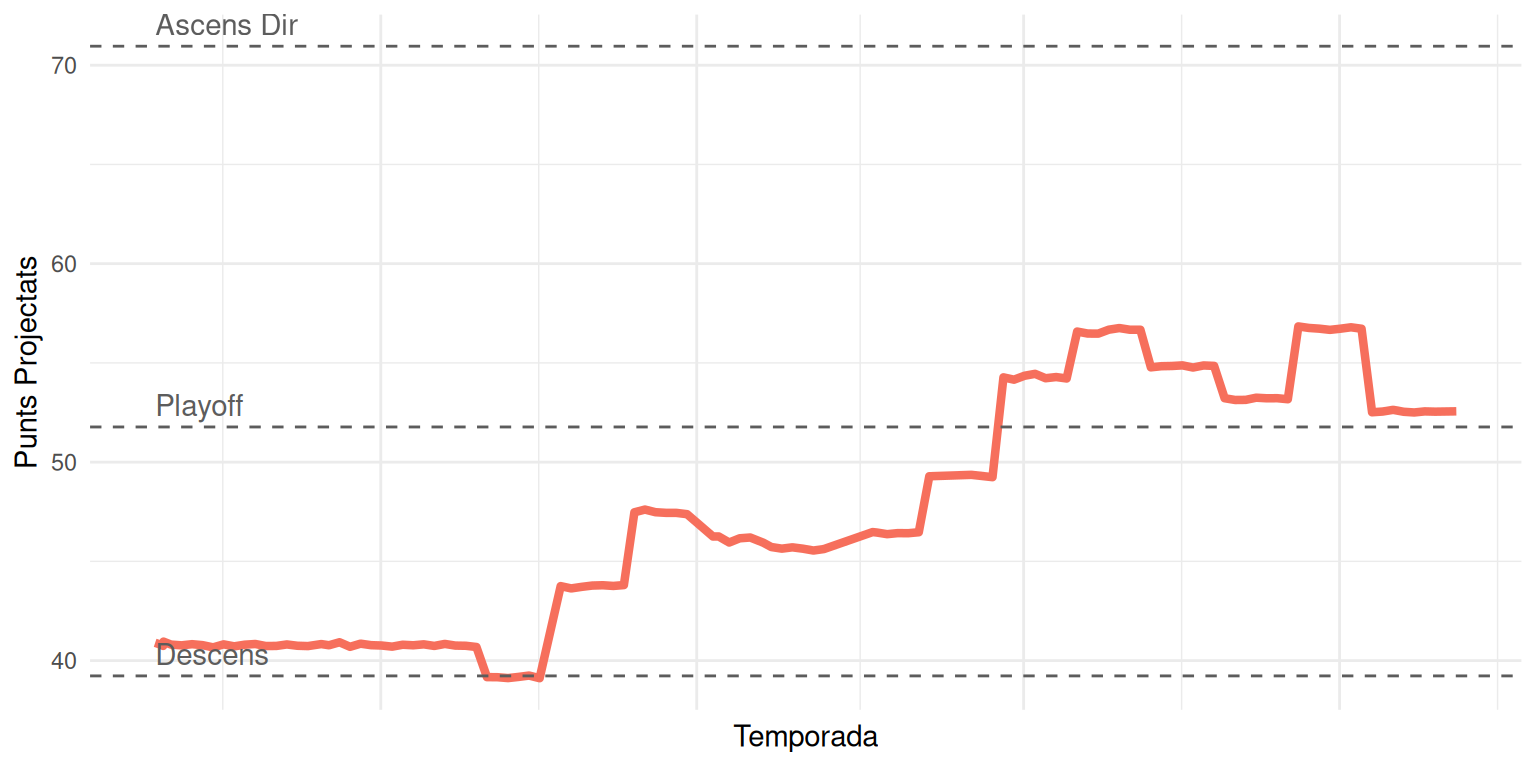 Ascens Dir
70
60
Playoff
50
Descens
40
Punts Projectats
Temporada